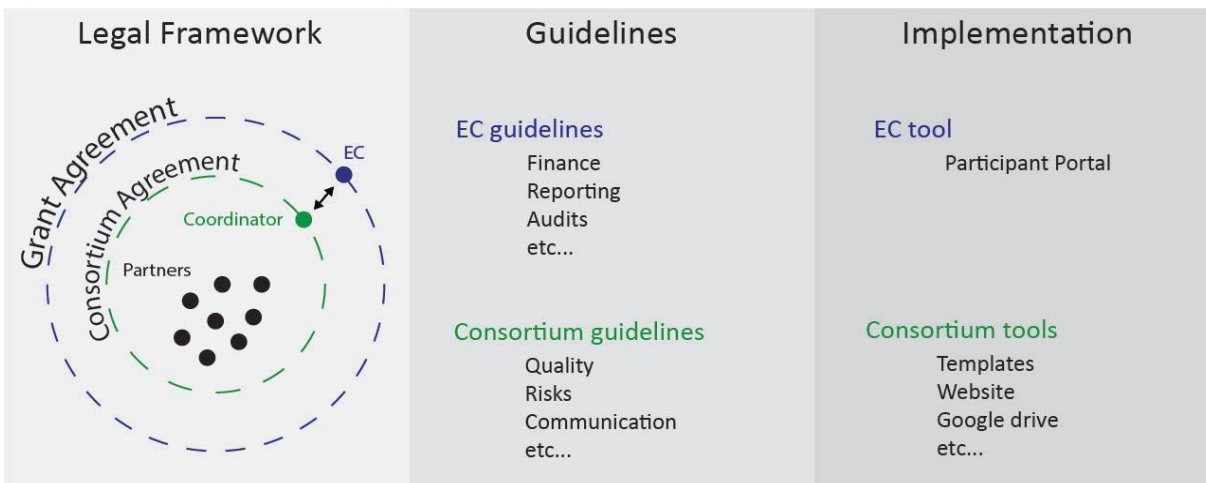 Legal Framework
Grant Agreement
Consortium Agreement
EC
Coordinator
Partners
Guidelines
EC guidelines
Finance
Reporting
Audits
etc...
Consortium guidelines
Quality
Risks
Communication
etc...
Implementation
EC tool
Participant Portal
Consortium tools
Templates
Website
Google drive
etc...